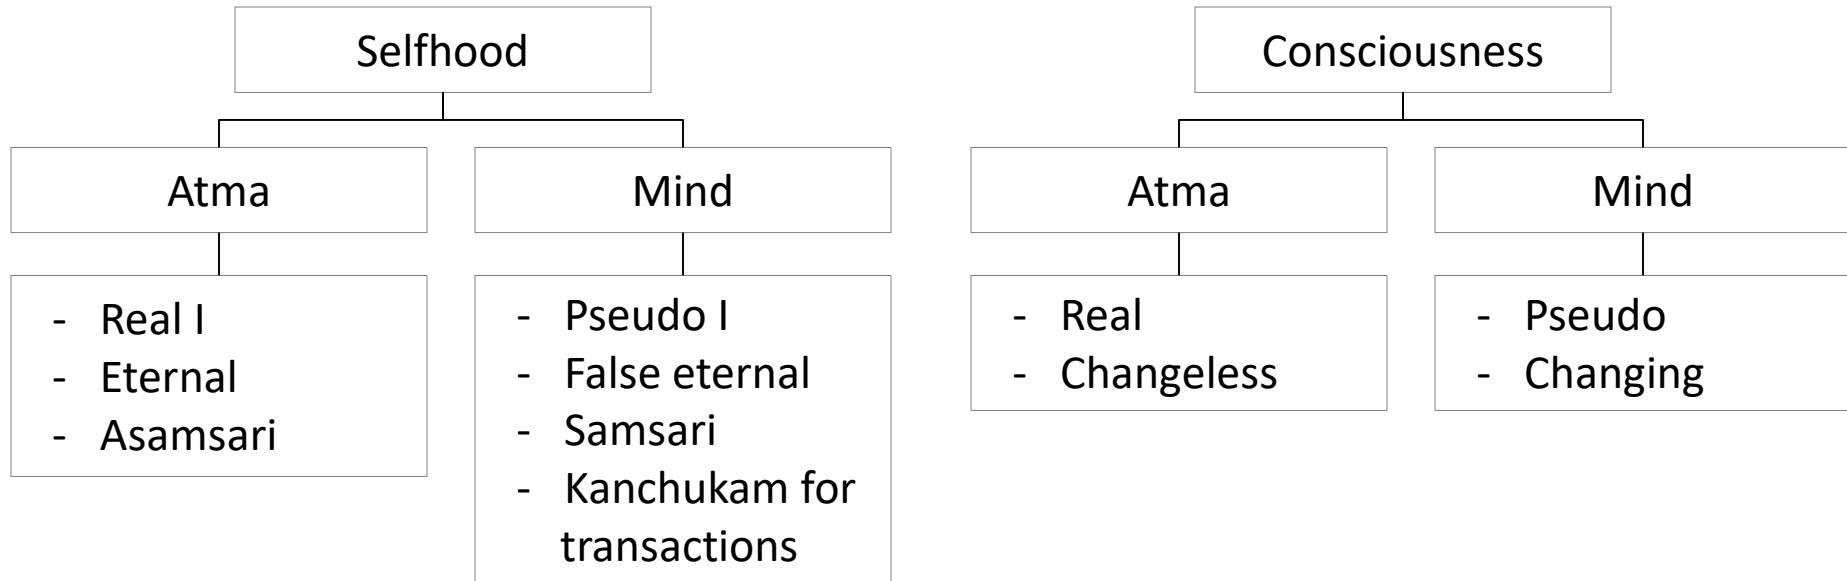 Selfhood
Atma
Mind
- Real I
- Eternal
- Asamsari
- Pseudo I
- False eternal
- Samsari
- Kanchukam for
transactions
Consciousness
Atma
Mind
- Real
- Changeless
- Pseudo
- Changing